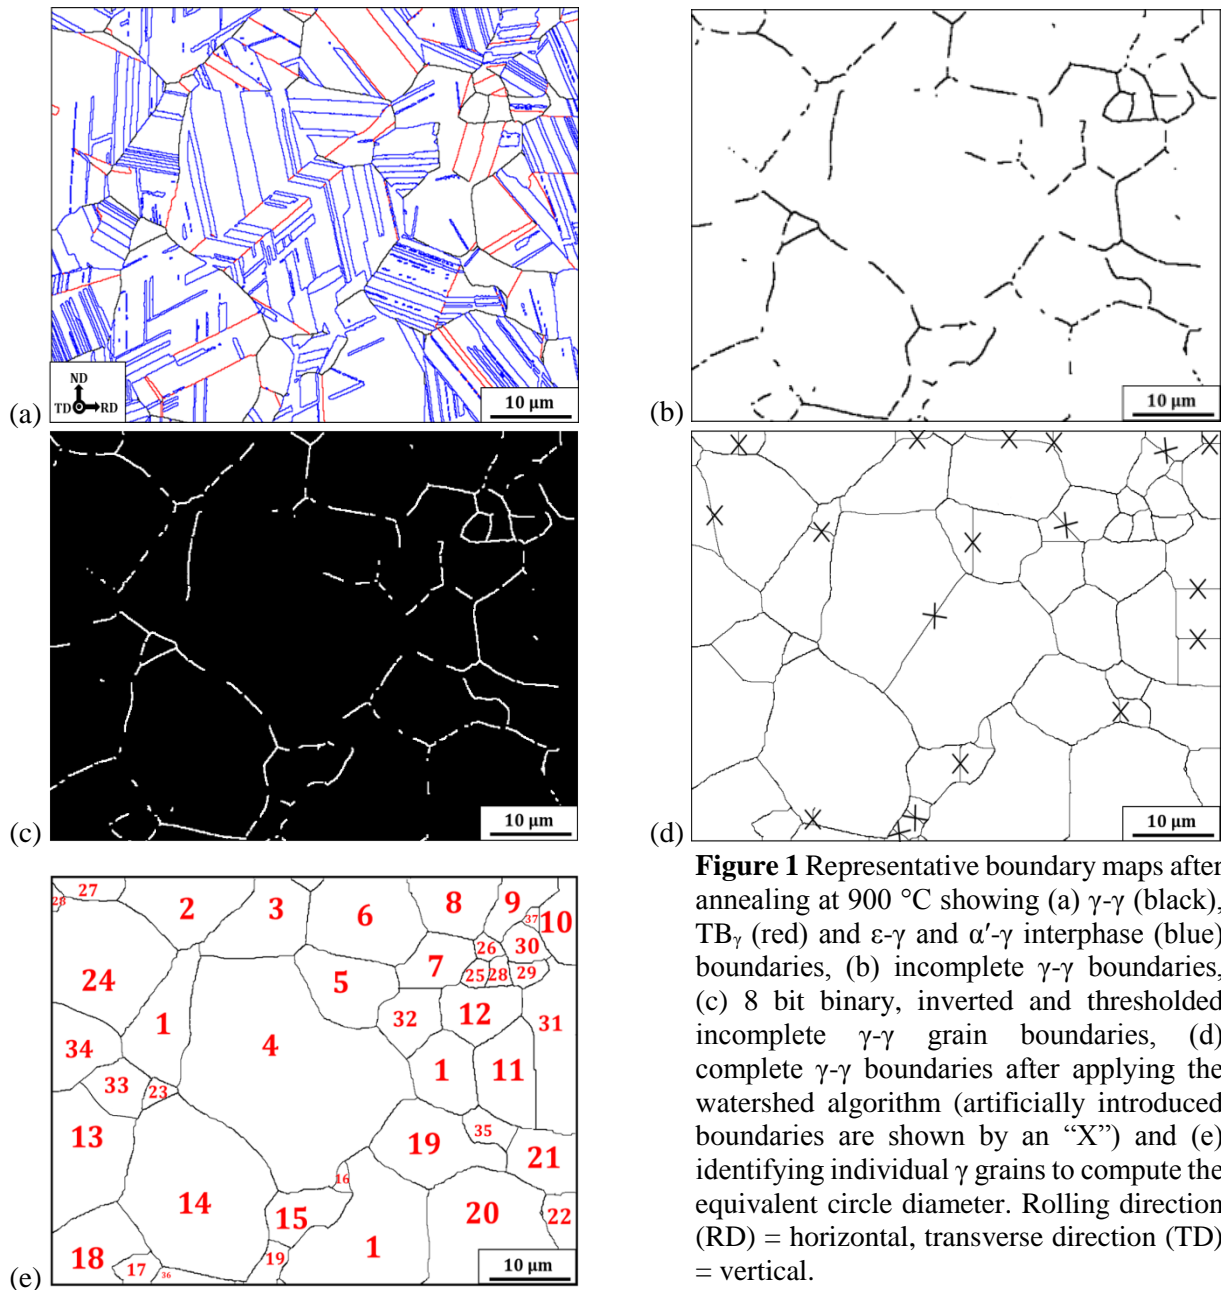 ND
TD RD
10 μm
(a)
10 μm
(b)
10 μm
(c)
10 μm
(d)
27
28
2
3
6
8
9
37
10
26
30
24
5
7
25
28
29
1
32
12
31
34
4
33
23
1
11
13
19
35
21
16
14
15
20
22
18
17
36
19
1
10 μm
(e)
Figure 1 Representative boundary maps after
annealing at 900 °C showing (a) γ-γ (black),
TBγ (red) and ε-γ and α′-γ interphase (blue)
boundaries, (b) incomplete γ-γ boundaries,
(c) 8 bit binary, inverted and thresholded
incomplete γ-γ grain boundaries, (d)
complete γ-γ boundaries after applying the
watershed algorithm (artificially introduced
boundaries are shown by an “X”) and (e)
identifying individual γ grains to compute the
equivalent circle diameter. Rolling direction
(RD) = horizontal, transverse direction (TD)
= vertical.